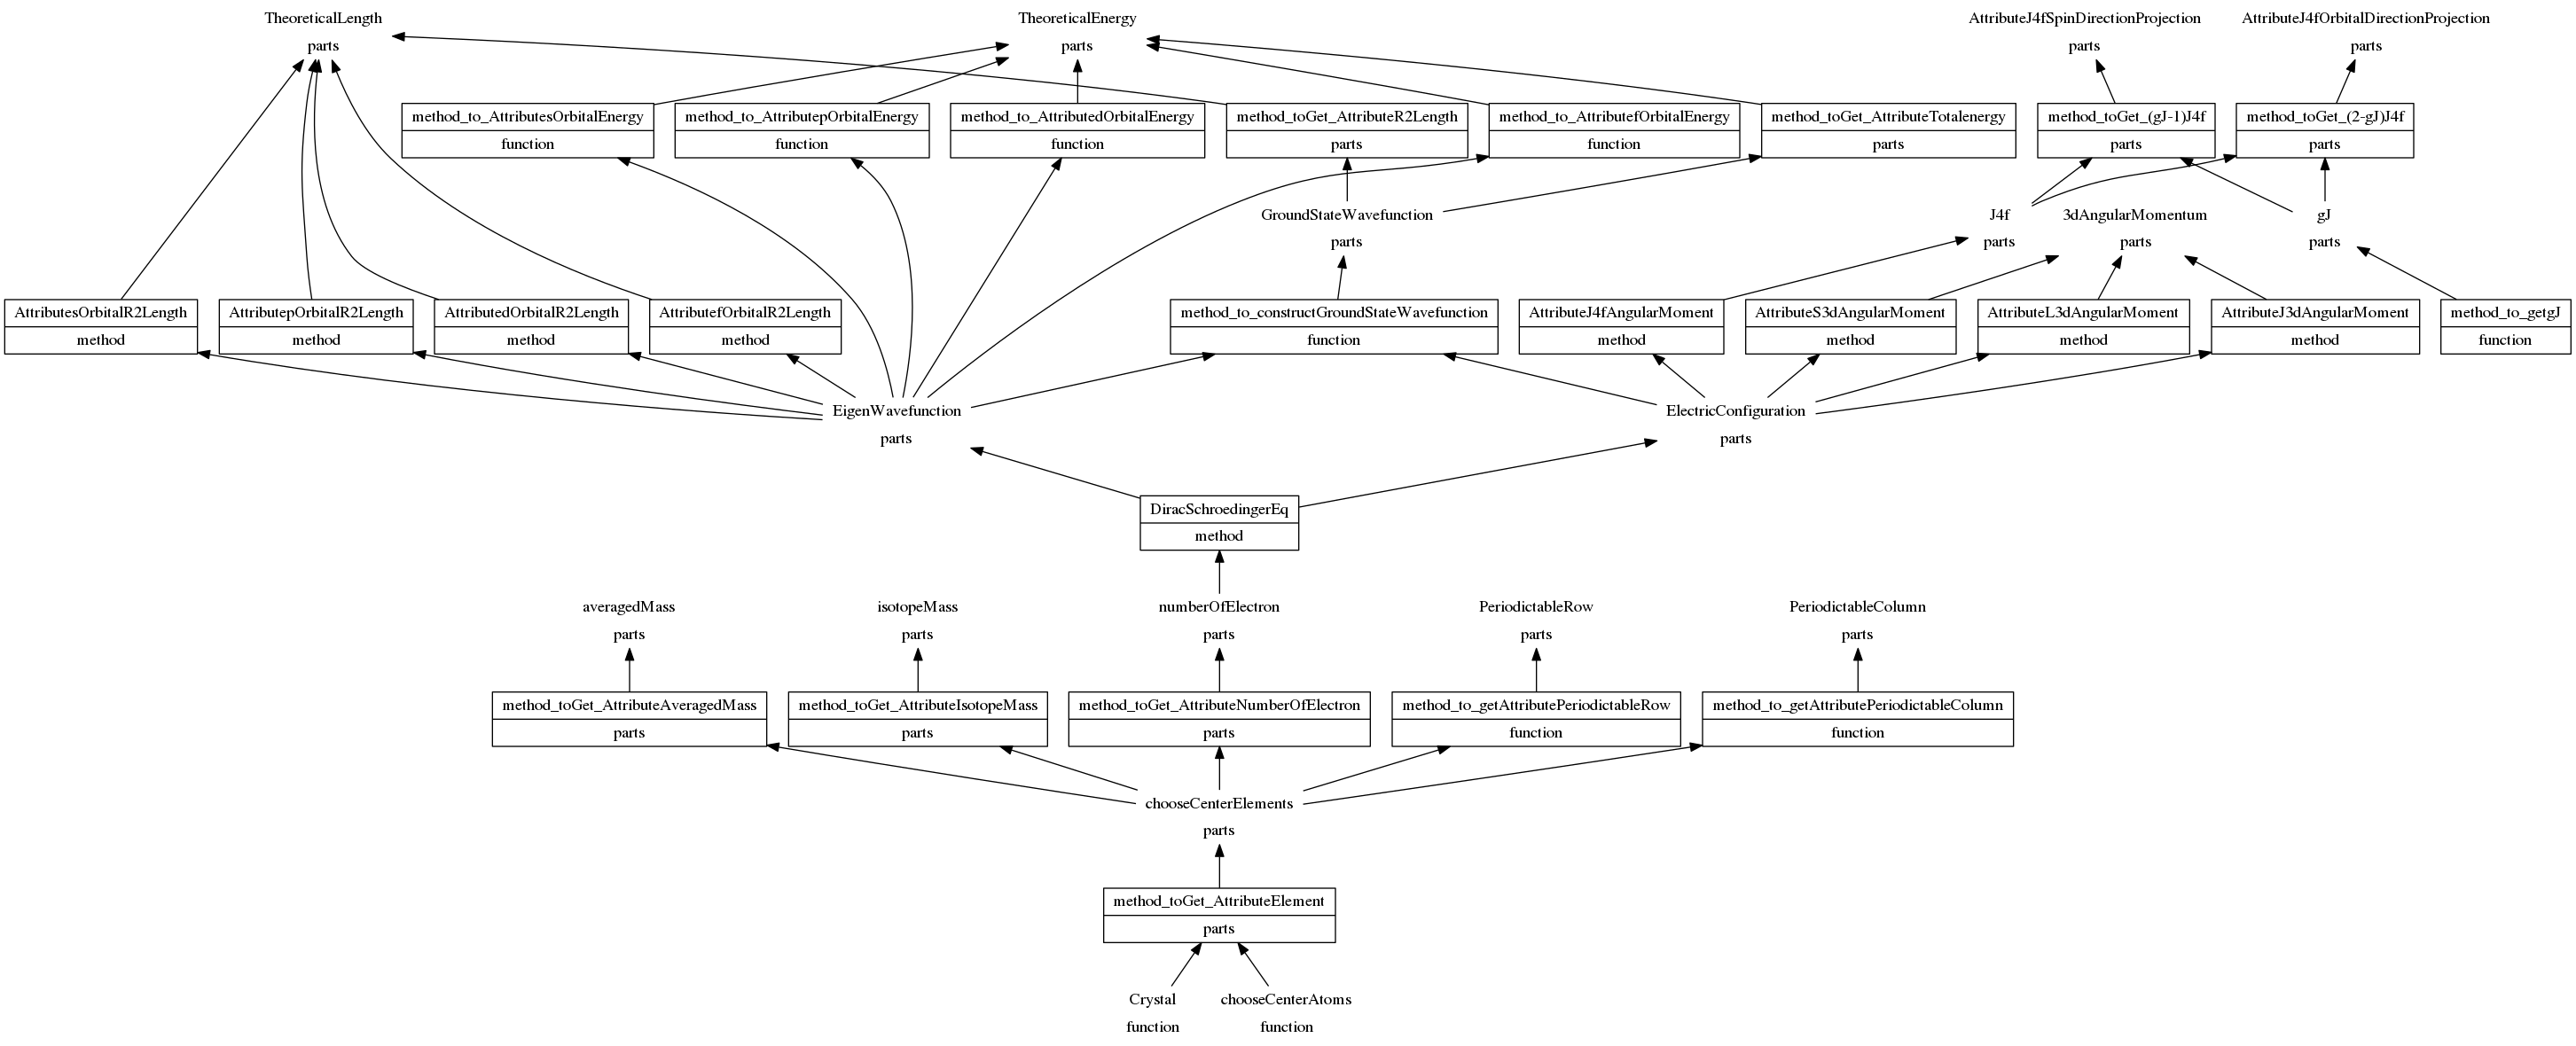 TheoreticalLength
parts
TheoreticalEnergy
parts
AttributeJ4fSpinDirectionProjection
parts
AttributeJ4fOrbitalDirectionProjection
parts
method_to_AttributesOrbitalEnergy
function
method_to_AttributepOrbitalEnergy
function
method_to_AttributedOrbitalEnergy
function
method_toGet_AttributeR2Length
parts
method_to_AttributefOrbitalEnergy
function
method_toGet_AttributeTotalenergy
parts
method_toGet_(gJ-1)J4f
parts
method_toGet_(2-gJ)J4f
parts
GroundStateWavefunction
parts
J4f
parts
3dAngularMomentum
parts
gJ
parts
AttributesOrbitalR2Length
method
AttributepOrbitalR2Length
method
AttributedOrbitalR2Length
method
AttributefOrbitalR2Length
method
method_to_constructGroundStateWavefunction
function
AttributeJ4fAngularMoment
method
AttributeS3dAngularMoment
method
AttributeL3dAngularMoment
method
AttributeJ3dAngularMoment
method
method_to_getgJ
function
EigenWavefunction
parts
ElectricConfiguration
parts
DiracSchroedingerEq
method
averagedMass
parts
isotopeMass
parts
numberOfElectron
parts
PeriodictableRow
parts
PeriodictableColumn
parts
method_toGet_AttributeAveragedMass
parts
method_toGet_AttributeIsotopeMass
parts
method_toGet_AttributeNumberOfElectron
parts
method_to_getAttributePeriodictableRow
function
method_to_getAttributePeriodictableColumn
function
chooseCenterElements
parts
method_toGet_AttributeElement
parts
Crystal
function
chooseCenterAtoms
function